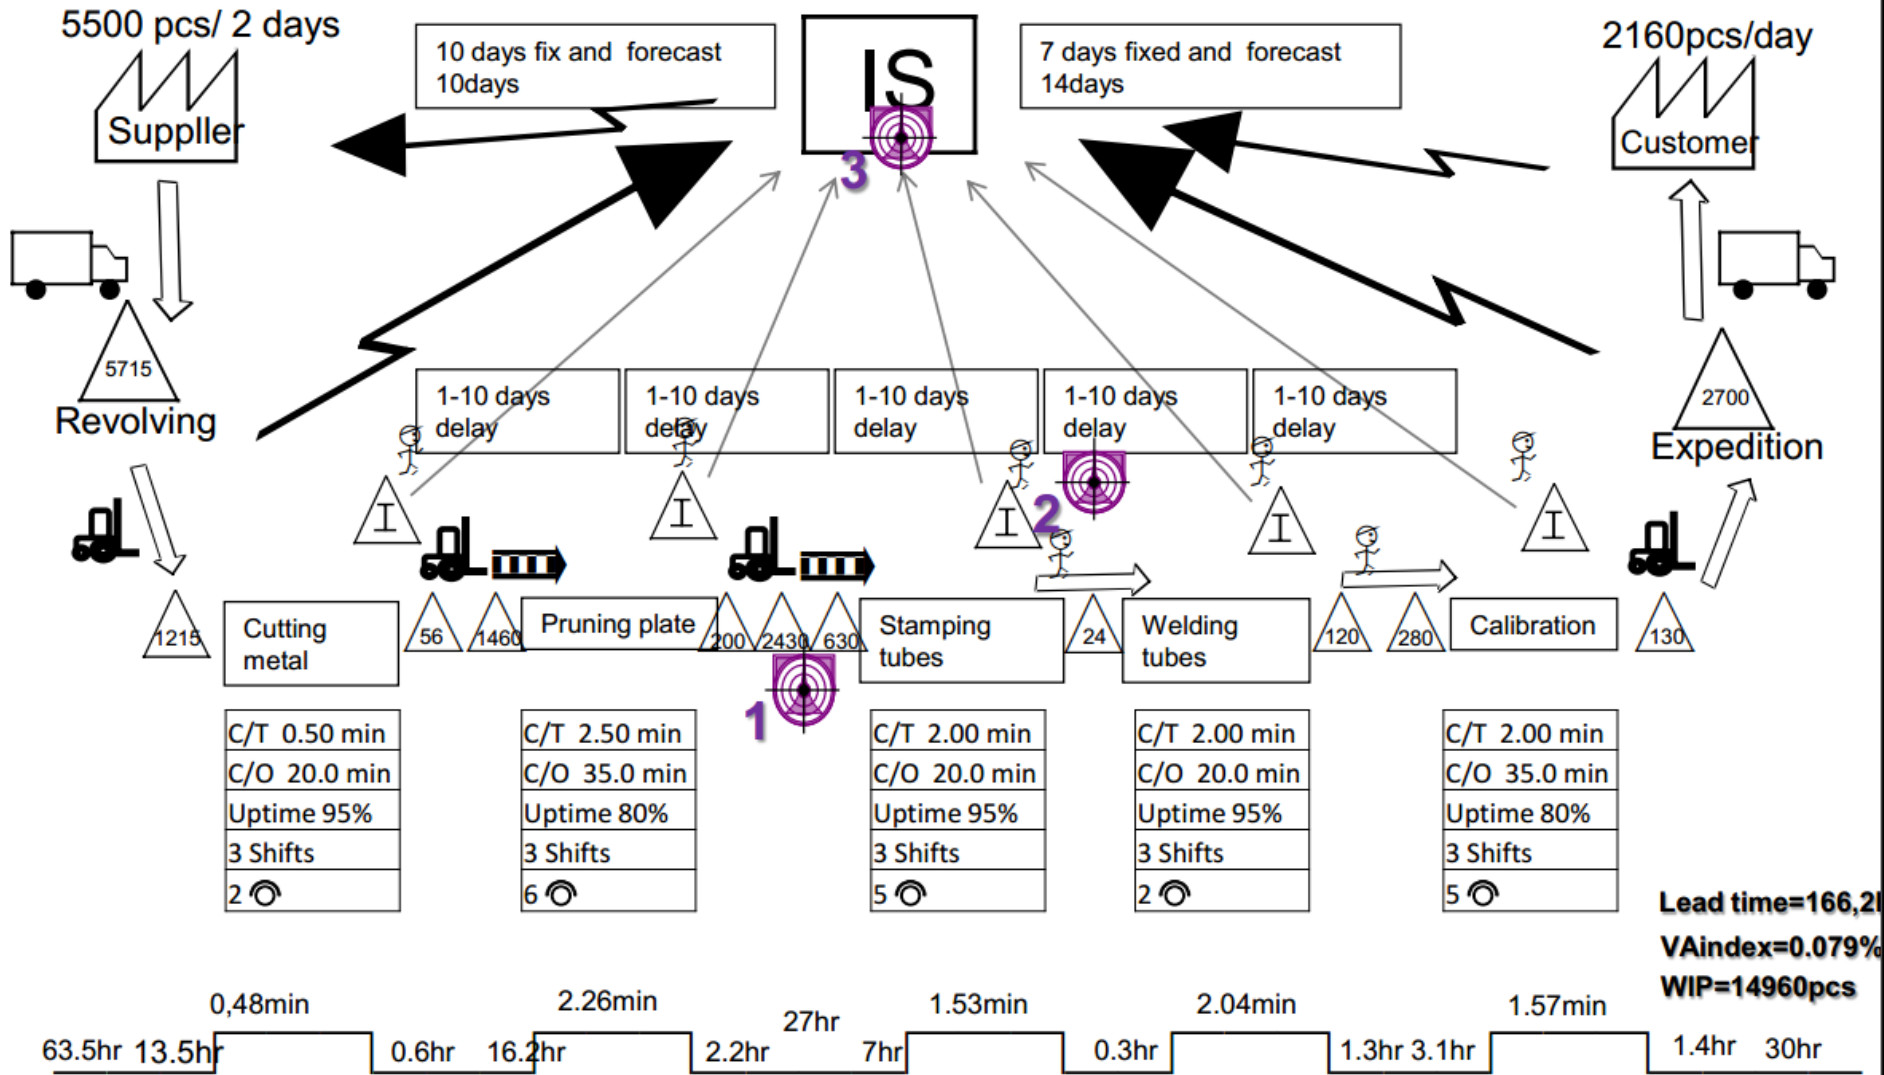 5500 pcs/ 2 days
10 days fix and forecast
10days
IS
7 days fixed and forecast
14days
2160pcs/day
Suppller
Customer
3
5715
Revolving
2700
Expedition
1-10 days
delay
1-10 days
delay
1-10 days
delay
1-10 days
delay
1-10 days
delay
I
I
I
2
I
I
1215
Cutting
metal
56
1460
Pruning plate
200
2430
630
Stamping
tubes
24
Welding
tubes
120
280
Calibration
130
1
C/T 0.50 min
C/O 20.0 min
Uptime 95%
3 Shifts
2
C/T 2.50 min
C/O 35.0 min
Uptime 80%
3 Shifts
6
C/T 2.00 min
C/O 20.0 min
Uptime 95%
3 Shifts
5
C/T 2.00 min
C/O 20.0 min
Uptime 95%
3 Shifts
2
C/T 2.00 min
C/O 35.0 min
Uptime 80%
3 Shifts
5
Lead time=166,2
VAindex=0.079%
WIP=14960pcs
63.5hr
13.5hr
0,48min
0.6hr
16.2hr
2.26min
2.2hr
27hr
7hr
1.53min
0.3hr
2.04min
1.3hr
3.1hr
1.57min
1.4hr
30hr